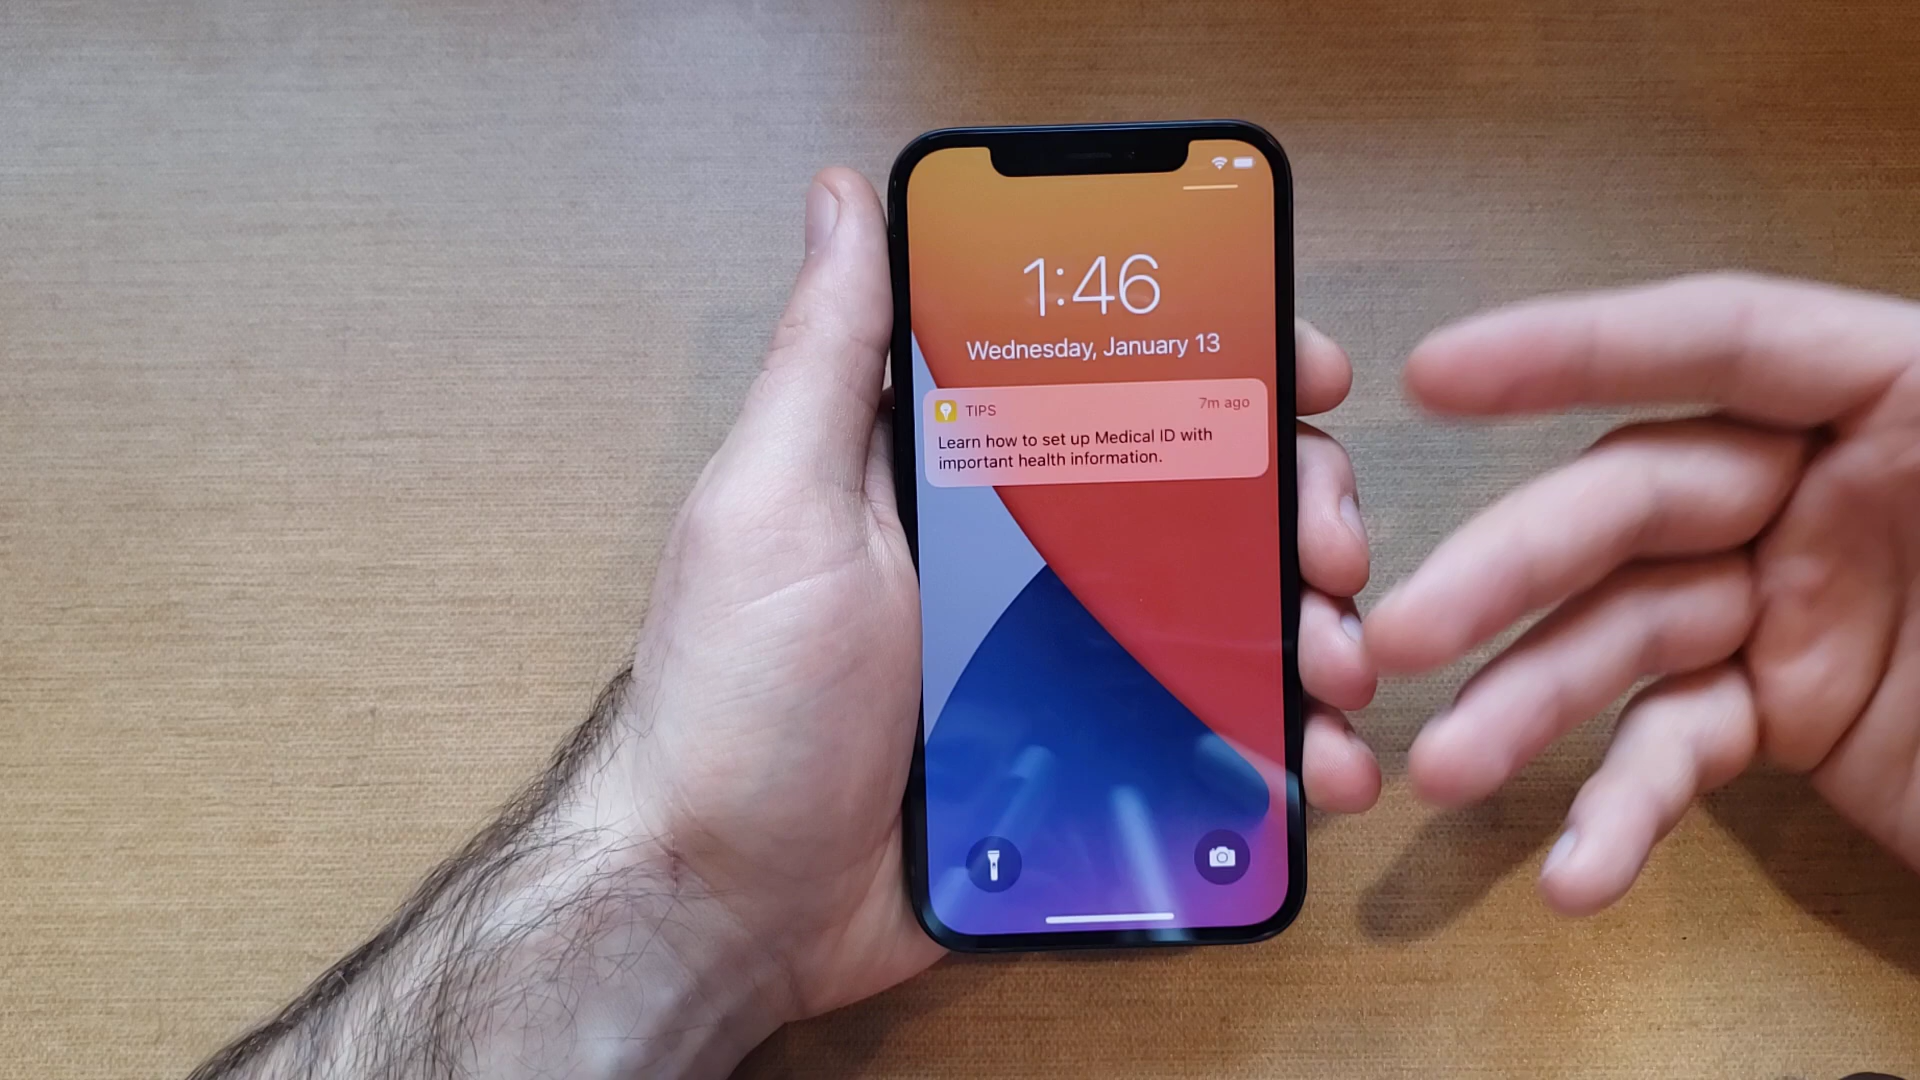 1:46
Wednesday, January 13
TIPS 7m ago
Learn how to set up Medical ID with
important health information.